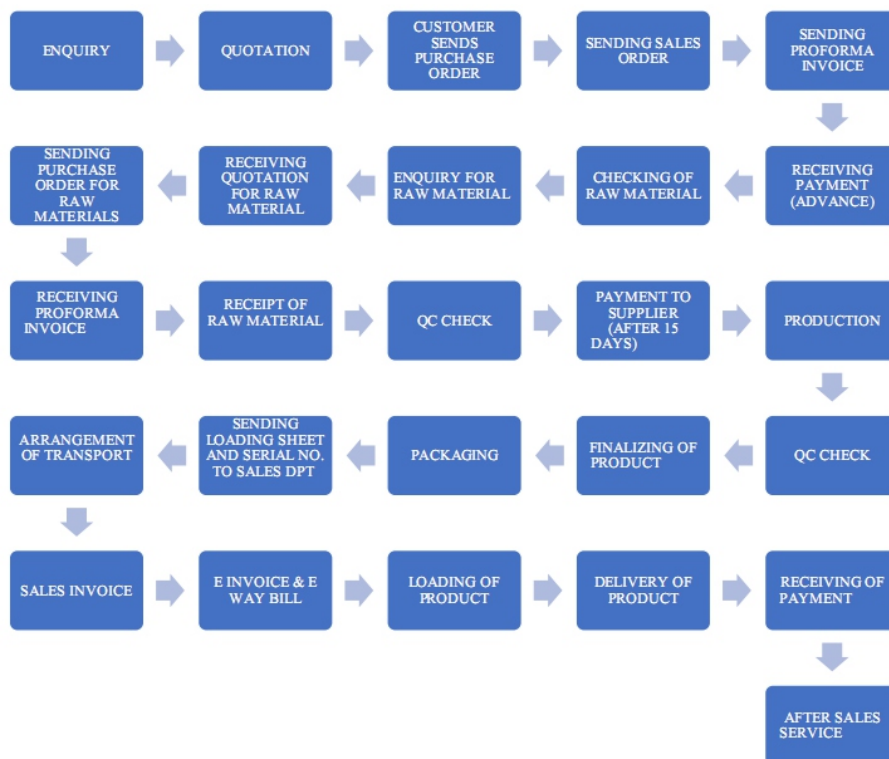 ENQUIRY
QUOTATION
CUSTOMER
SENDS
PURCHASE
ORDER
SENDING SALES
ORDER
SENDING
PROFORMA
INVOICE
RECEIVING
PAYMENT
(ADVANCE)
CHECKING OF
RAW MATERIAL
ENQUIRY FOR
RAW MATERIAL
RECEIVING
QUOTATION
FOR RAW
MATERIAL
SENDING
PURCHASE
ORDER FOR
RAW
MATERIALS
RECEIVING
PROFORMA
INVOICE
RECEIPT OF
RAW MATERIAL
QC CHECK
PAYMENT TO
SUPPLIER
(AFTER 15
DAYS)
PRODUCTION
QC CHECK
FINALIZING OF
PRODUCT
PACKAGING
SENDING
LOADING SHEET
AND SERIAL NO.
TO SALES DPT
ARRANGEMENT
OF TRANSPORT
SALES INVOICE
E INVOICE & E
WAY BILL
LOADING OF
PRODUCT
DELIVERY OF
PRODUCT
RECEIVING OF
PAYMENT
AFTER SALES
SERVICE